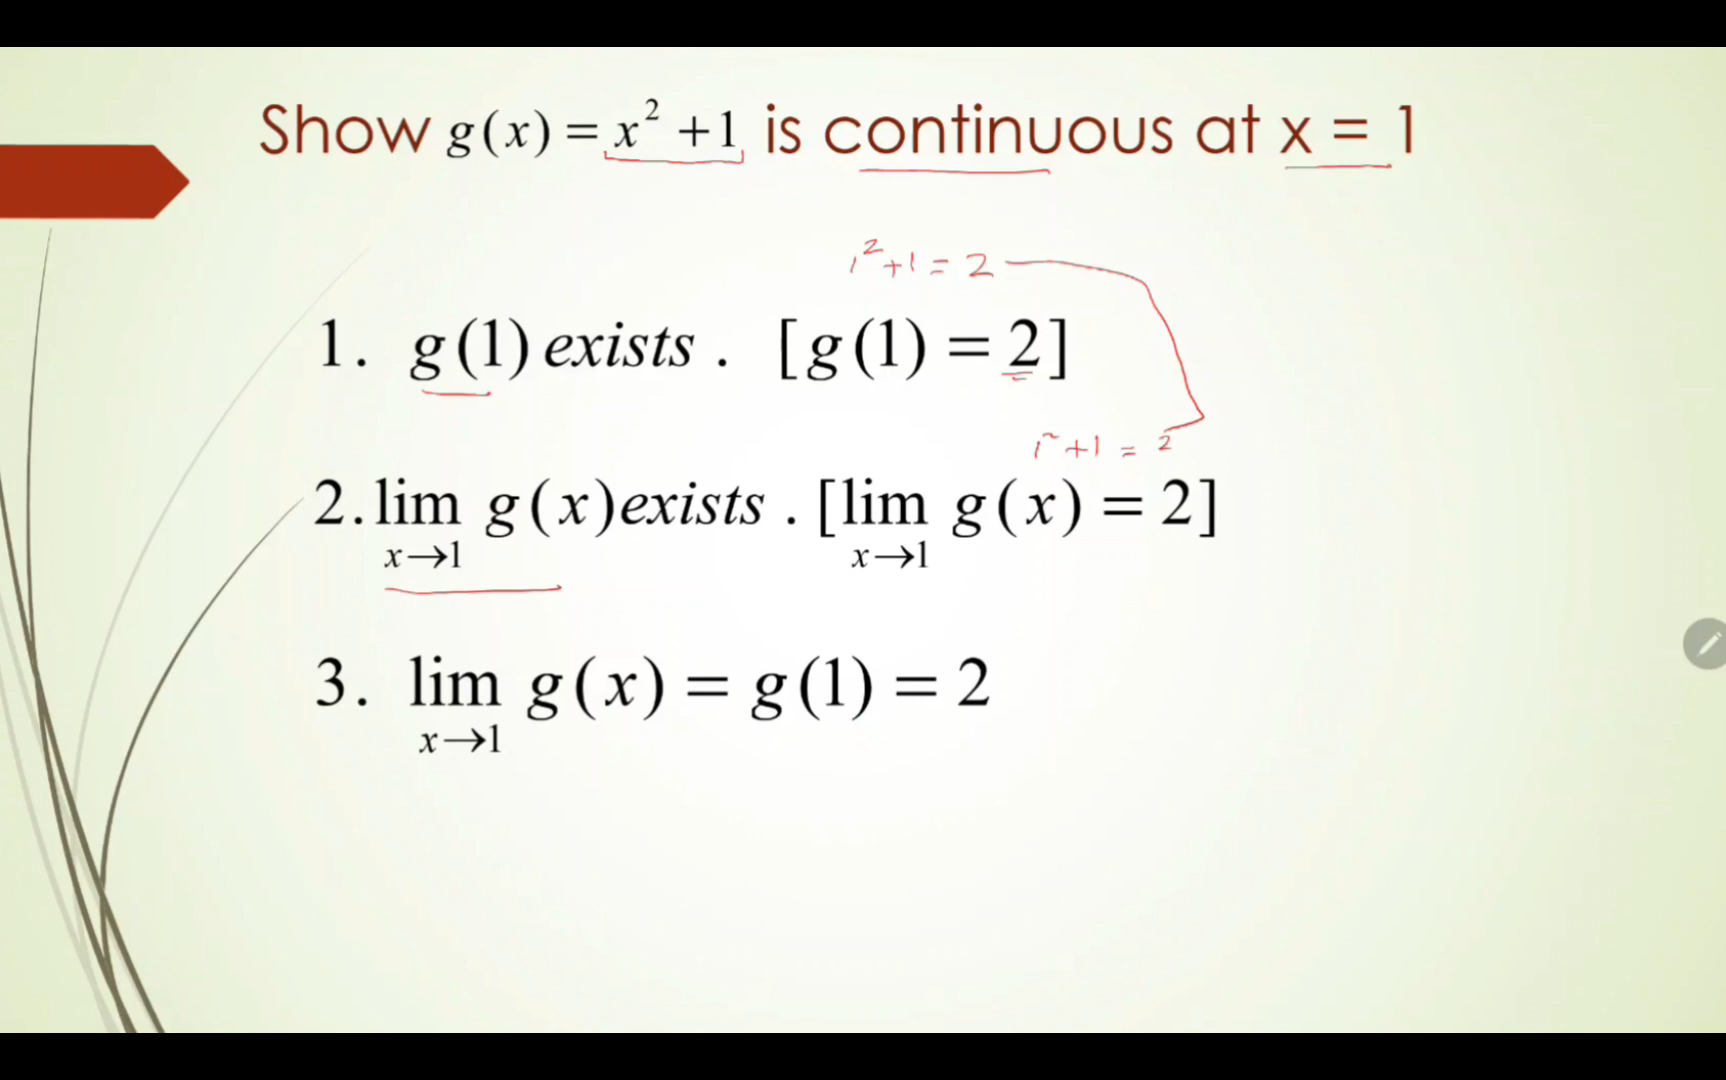 Show g(x) = x² + 1 is continuous at x = 1
1² + 1 = 2
1. g(1) exists . [g(1) = 2]
1² + 1 = 2
2. lim x→1 g(x) exists . [lim x→1 g(x) = 2]
3. lim x→1 g(x) = g(1) = 2